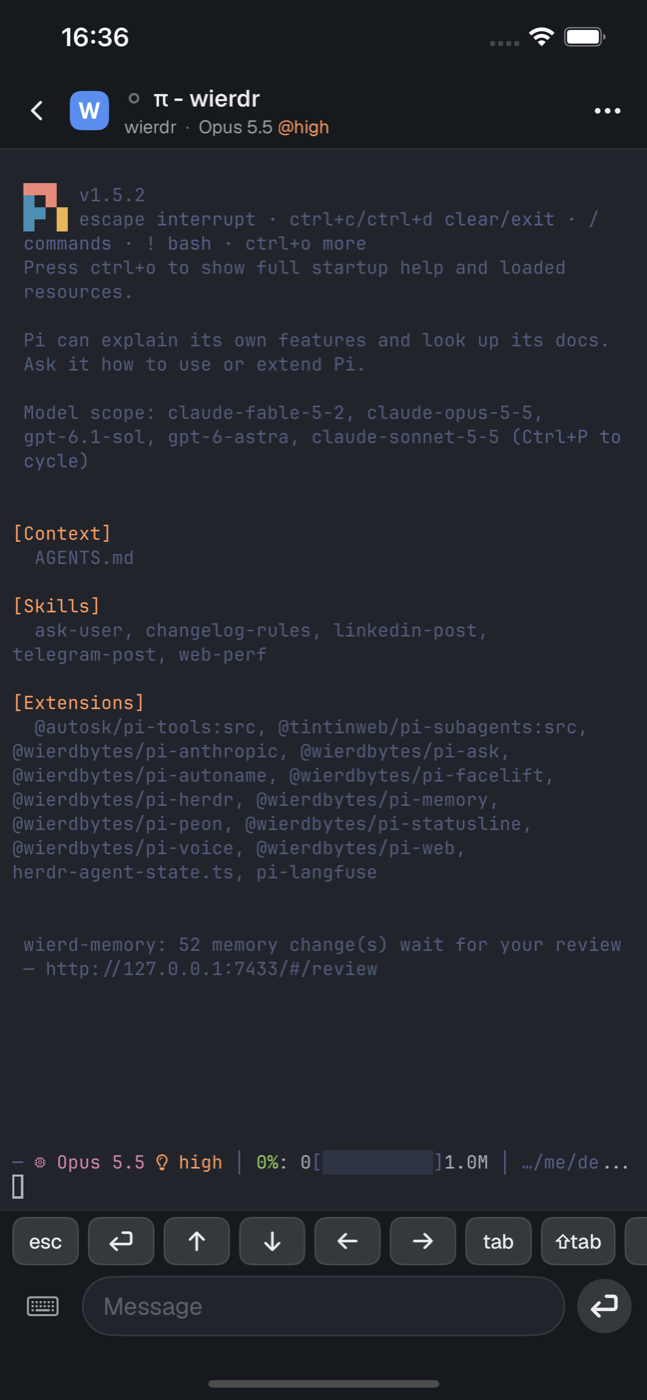 16:36
W
π - wierdr
wierdr · Opus 5.5 @high
v1.5.2
escape interrupt · ctrl+c/ctrl+d clear/exit · /
commands · ! bash · ctrl+o more
Press ctrl+o to show full startup help and loaded
resources.
Pi can explain its own features and look up its docs.
Ask it how to use or extend Pi.
Model scope: claude-fable-5-2, claude-opus-5-5,
gpt-6.1-sol, gpt-6-astra, claude-sonnet-5-5 (Ctrl+P to
cycle)
[Context]
AGENTS.md
[Skills]
ask-user, changelog-rules, linkedin-post,
telegram-post, web-perf
[Extensions]
@autosk/pi-tools:src, @tintinweb/pi-subagents:src,
@wierdbytes/pi-anthropic, @wierdbytes/pi-ask,
@wierdbytes/pi-autoname, @wierdbytes/pi-facelift,
@wierdbytes/pi-herdr, @wierdbytes/pi-memory,
@wierdbytes/pi-peon, @wierdbytes/pi-statusline,
@wierdbytes/pi-voice, @wierdbytes/pi-web,
herdr-agent-state.ts, pi-langfuse
wierd-memory: 52 memory change(s) wait for your review
— http://127.0.0.1:7433/#/review
— Opus 5.5 high │ 0%: 0[ ]1.0M │ …/me/de...
esc ↑ ↓ ← → tab ⇧tab
Message